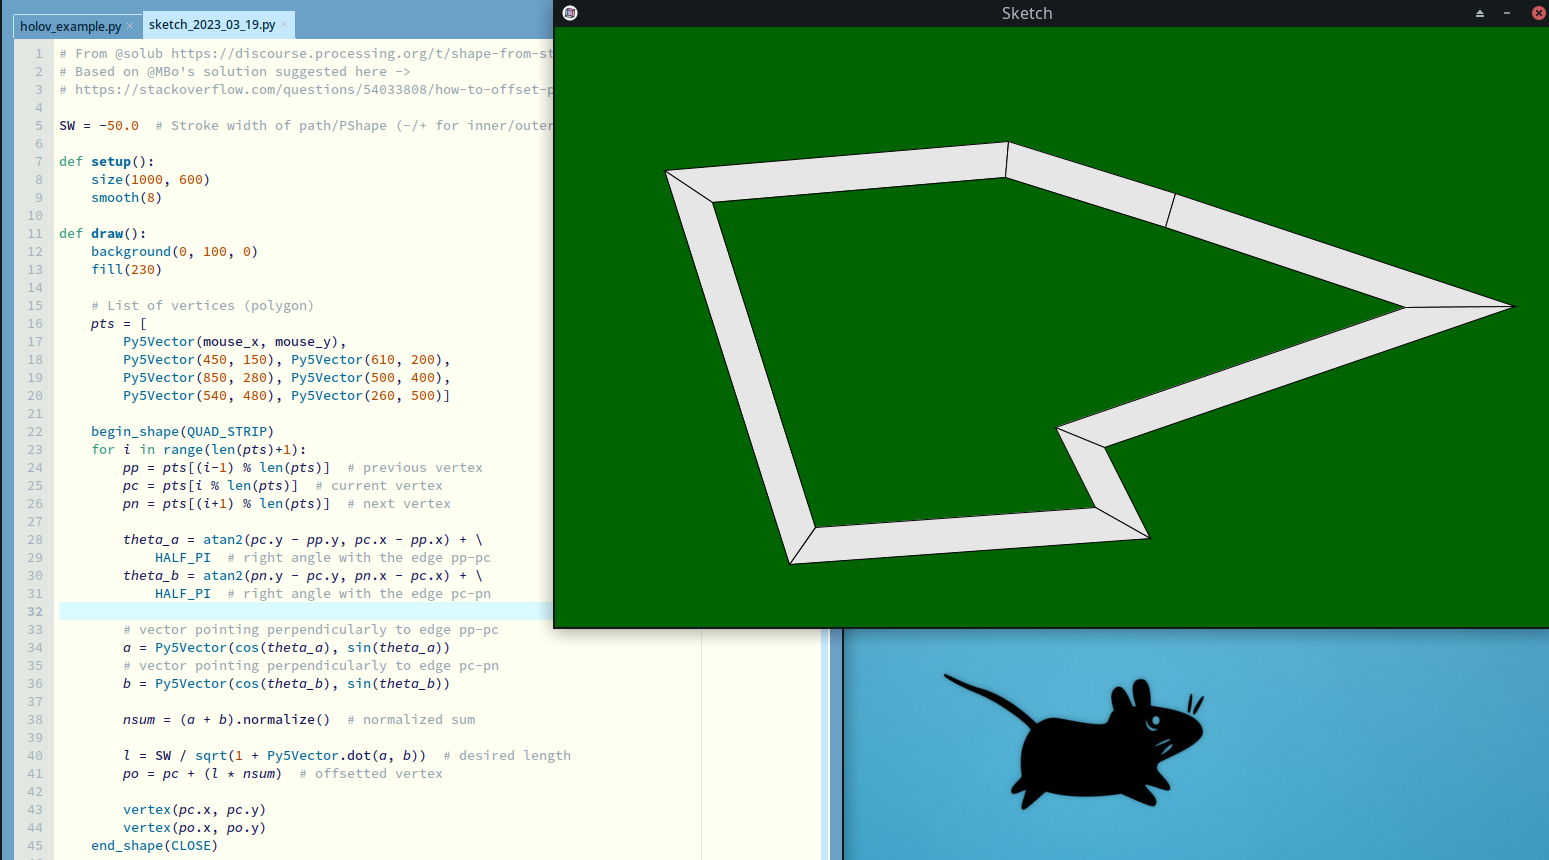 holov_example.py ×
sketch_2023_03_19.py ×
Sketch
1 # From @solub https://discourse.processing.org/t/shape-from-st
2 # Based on @MBo's solution suggested here ->
3 # https://stackoverflow.com/questions/54033808/how-to-offset-p
4
5 SW = -50.0  # Stroke width of path/PShape (-/+ for inner/outer
6
7 def setup():
8     size(1000, 600)
9     smooth(8)
10
11 def draw():
12     background(0, 100, 0)
13     fill(230)
14
15     # List of vertices (polygon)
16     pts = [
17         Py5Vector(mouse_x, mouse_y),
18         Py5Vector(450, 150), Py5Vector(610, 200),
19         Py5Vector(850, 280), Py5Vector(500, 400),
20         Py5Vector(540, 480), Py5Vector(260, 500)]
21
22     begin_shape(QUAD_STRIP)
23     for i in range(len(pts)+1):
24         pp = pts[(i-1) % len(pts)]  # previous vertex
25         pc = pts[i % len(pts)]  # current vertex
26         pn = pts[(i+1) % len(pts)]  # next vertex
27
28         theta_a = atan2(pc.y - pp.y, pc.x - pp.x) + \
29             HALF_PI  # right angle with the edge pp-pc
30         theta_b = atan2(pn.y - pc.y, pn.x - pc.x) + \
31             HALF_PI  # right angle with the edge pc-pn
32
33         # vector pointing perpendicularly to edge pp-pc
34         a = Py5Vector(cos(theta_a), sin(theta_a))
35         # vector pointing perpendicularly to edge pc-pn
36         b = Py5Vector(cos(theta_b), sin(theta_b))
37
38         nsum = (a + b).normalize()  # normalized sum
39
40         l = SW / sqrt(1 + Py5Vector.dot(a, b))  # desired length
41         po = pc + (l * nsum)  # offsetted vertex
42
43         vertex(pc.x, pc.y)
44         vertex(po.x, po.y)
45     end_shape(CLOSE)